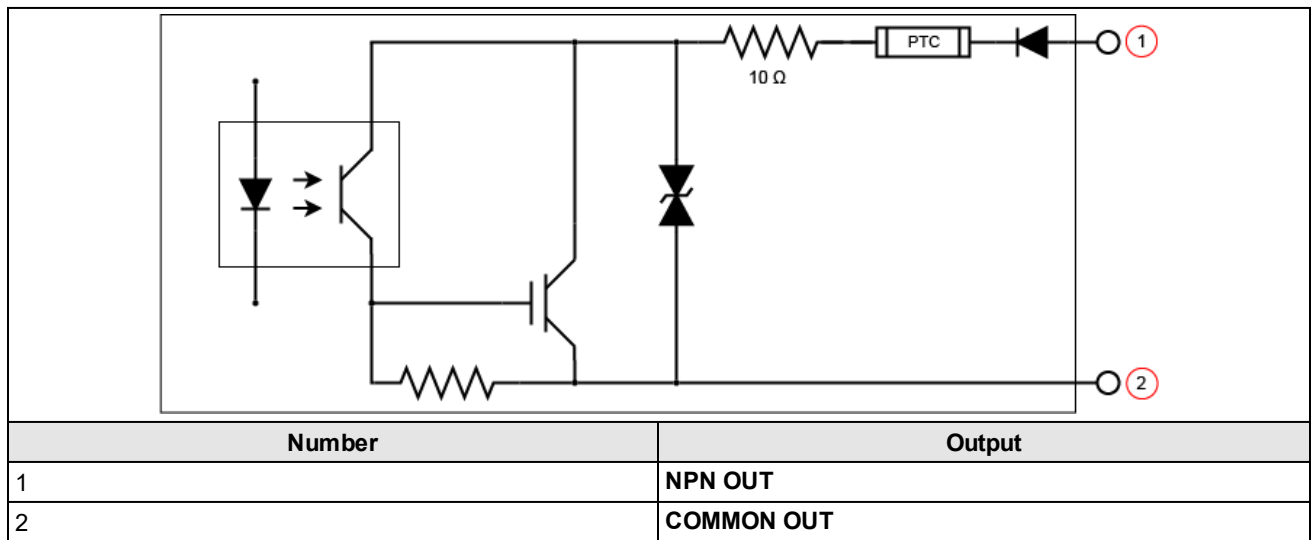 PTC
1
10 Ω
2
Number Output
1 NPN OUT
2 COMMON OUT